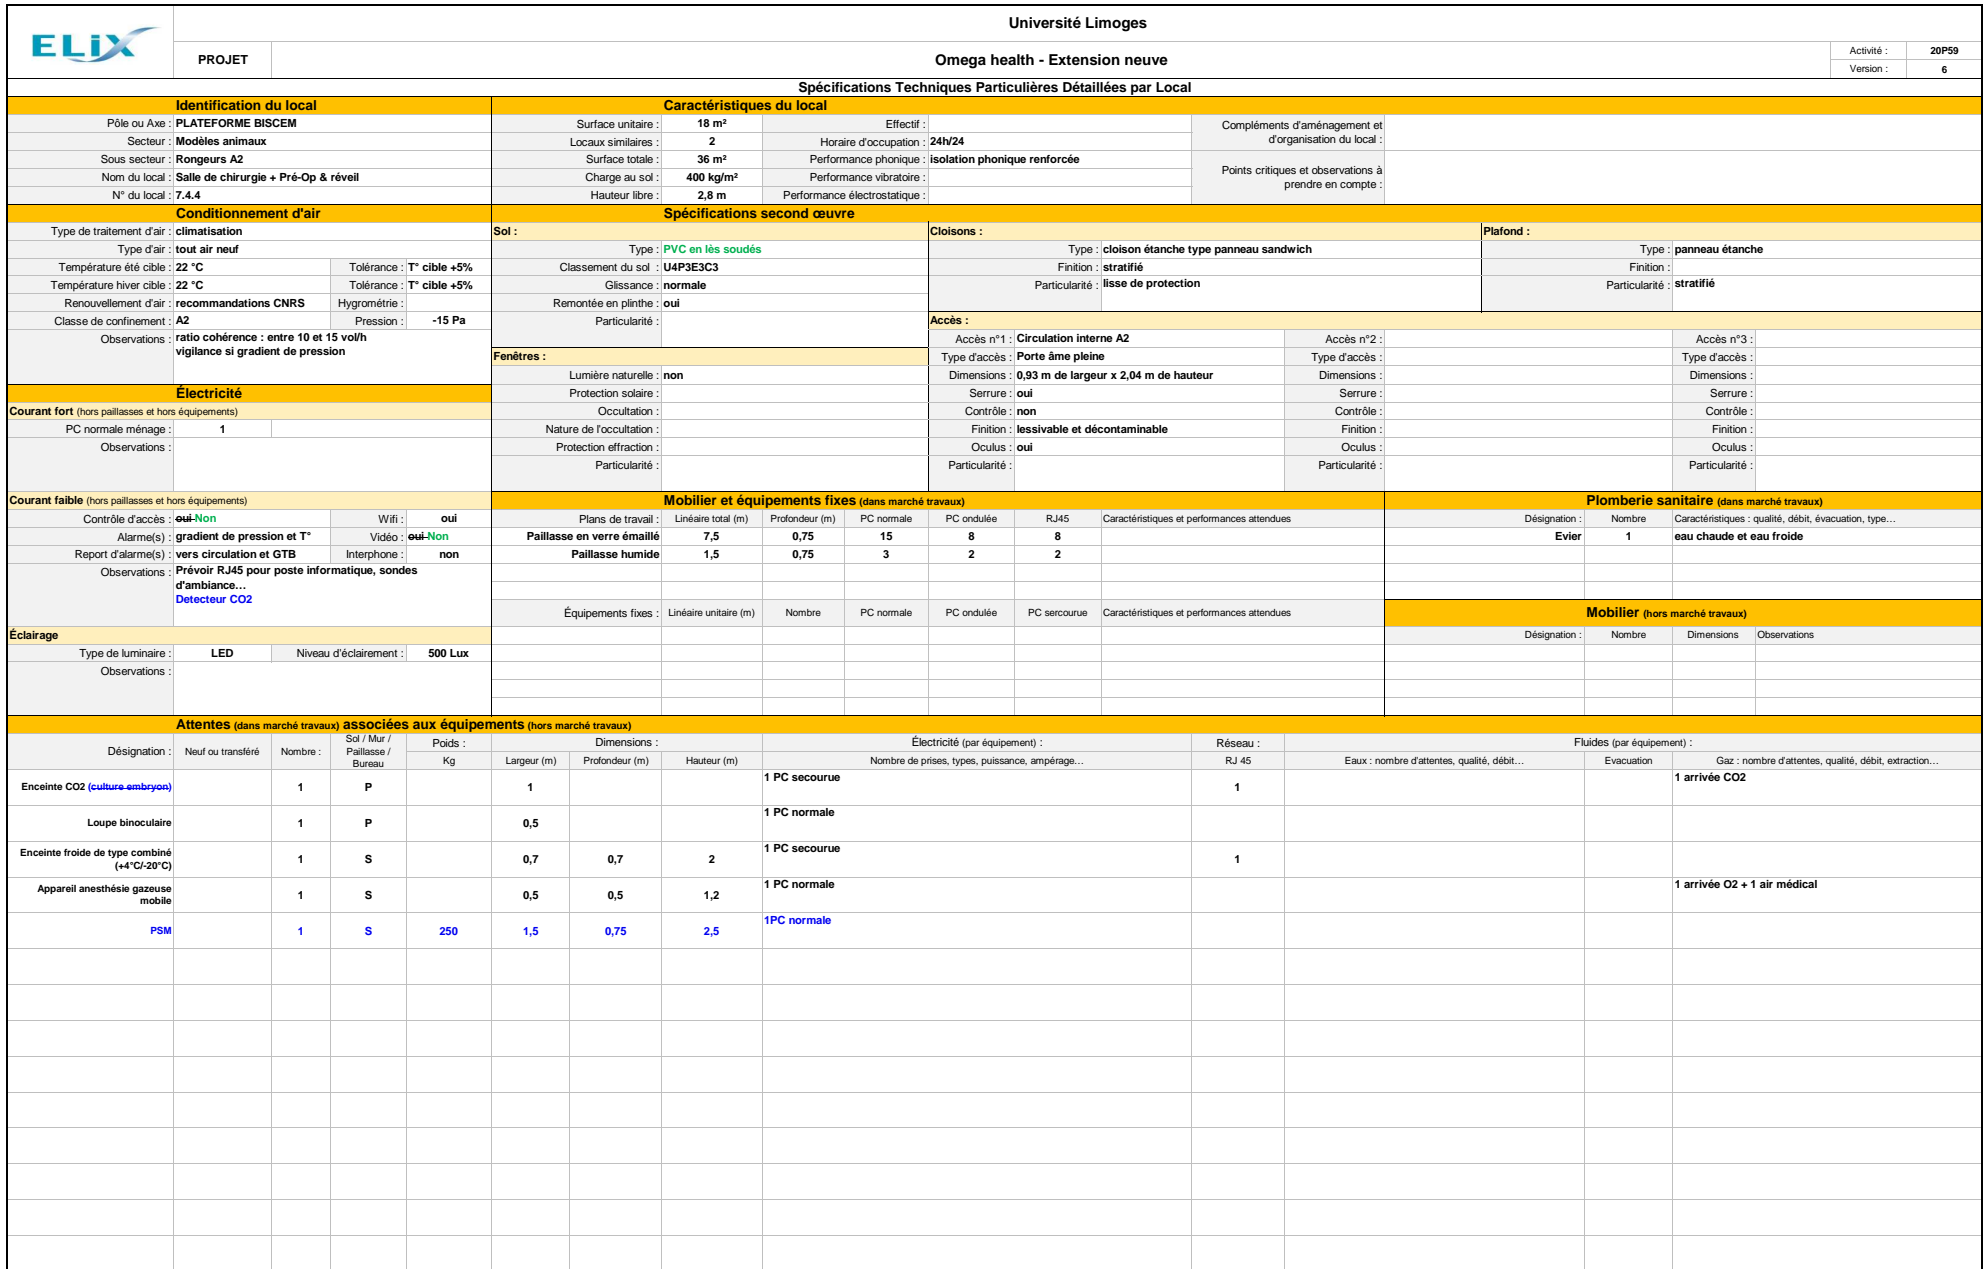 ELiX
Université Limoges
PROJET
Omega health - Extension neuve
Activité : 20P59
Version : 6
Spécifications Techniques Particulières Détaillées par Local
Identification du local
Pôle ou Axe : PLATEFORME BISCEM
Secteur : Modèles animaux
Sous secteur : Rongeurs A2
Nom du local : Salle de chirurgie + Pré-Op & réveil
N° du local : 7.4.4
Caractéristiques du local
Surface unitaire : 18 m² Effectif :
Locaux similaires : 2 Horaire d'occupation : 24h/24
Surface totale : 36 m² Performance phonique : isolation phonique renforcée
Charge au sol : 400 kg/m² Performance vibratoire :
Hauteur libre : 2,8 m Performance électrostatique :
Compléments d'aménagement et
d'organisation du local :
Points critiques et observations à
prendre en compte :
Conditionnement d'air
Type de traitement d'air : climatisation
Type d'air : tout air neuf
Température été cible : 22 °C Tolérance : T° cible +5%
Température hiver cible : 22 °C Tolérance : T° cible +5%
Renouvellement d'air : recommandations CNRS Hygrométrie :
Classe de confinement : A2 Pression : -15 Pa
Observations : ratio cohérence : entre 10 et 15 vol/h
vigilance si gradient de pression
Spécifications second œuvre
Sol :
Type : PVC en lès soudés
Classement du sol : U4P3E3C3
Glissance : normale
Remontée en plinthe : oui
Particularité :
Cloisons :
Type : cloison étanche type panneau sandwich
Finition : stratifié
Particularité : lisse de protection
Plafond :
Type : panneau étanche
Finition :
Particularité : stratifié
Fenêtres :
Lumière naturelle : non
Protection solaire :
Occultation :
Nature de l'occultation :
Protection effraction :
Particularité :
Accès :
Accès n°1 : Circulation interne A2 Accès n°2 : Accès n°3 :
Type d'accès : Porte âme pleine Type d'accès : Type d'accès :
Dimensions : 0,93 m de largeur x 2,04 m de hauteur Dimensions : Dimensions :
Serrure : oui Serrure : Serrure :
Contrôle : non Contrôle : Contrôle :
Finition : lessivable et décontaminable Finition : Finition :
Oculus : oui Oculus : Oculus :
Particularité : Particularité : Particularité :
Électricité
Courant fort (hors paillasses et hors équipements)
PC normale ménage : 1
Observations :
Courant faible (hors paillasses et hors équipements)
Contrôle d'accès : oui Non Wifi : oui
Alarme(s) : gradient de pression et T° Vidéo : oui Non
Report d'alarme(s) : vers circulation et GTB Interphone : non
Observations : Prévoir RJ45 pour poste informatique, sondes
d'ambiance…
Detecteur CO2
Éclairage
Type de luminaire : LED Niveau d'éclairement : 500 Lux
Observations :
Mobilier et équipements fixes (dans marché travaux)
Plans de travail : Linéaire total (m) Profondeur (m) PC normale PC ondulée RJ45 Caractéristiques et performances attendues
Paillasse en verre émaillé 7,5 0,75 15 8 8
Paillasse humide 1,5 0,75 3 2 2
Équipements fixes : Linéaire unitaire (m) Nombre PC normale PC ondulée PC sercourue Caractéristiques et performances attendues
Plomberie sanitaire (dans marché travaux)
Désignation : Nombre Caractéristiques : qualité, débit, évacuation, type…
Evier 1 eau chaude et eau froide
Mobilier (hors marché travaux)
Désignation : Nombre Dimensions Observations
Attentes (dans marché travaux) associées aux équipements (hors marché travaux)
Désignation : Neuf ou transféré Nombre : Sol / Mur /
Paillasse /
Bureau
Poids : Dimensions : Électricité (par équipement) : Réseau : Fluides (par équipement) :
Kg Largeur (m) Profondeur (m) Hauteur (m) Nombre de prises, types, puissance, ampérage… RJ 45 Eaux : nombre d'attentes, qualité, débit… Evacuation Gaz : nombre d'attentes, qualité, débit, extraction…
Enceinte CO2 (culture embryon) 1 P 1 1 PC secourue 1 1 arrivée CO2
Loupe binoculaire 1 P 0,5 1 PC normale
Enceinte froide de type combiné
(+4°C/-20°C) 1 S 0,7 0,7 2 1 PC secourue 1
Appareil anesthésie gazeuse
mobile 1 S 0,5 0,5 1,2 1 PC normale 1 arrivée O2 + 1 air médical
PSM 1 S 250 1,5 0,75 2,5 1PC normale